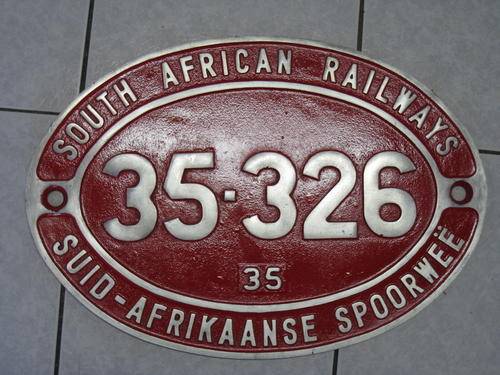 SOUTH AFRICAN RAILWAYS
35-326
35
SUID-AFRIKAANSE SPOORWEË